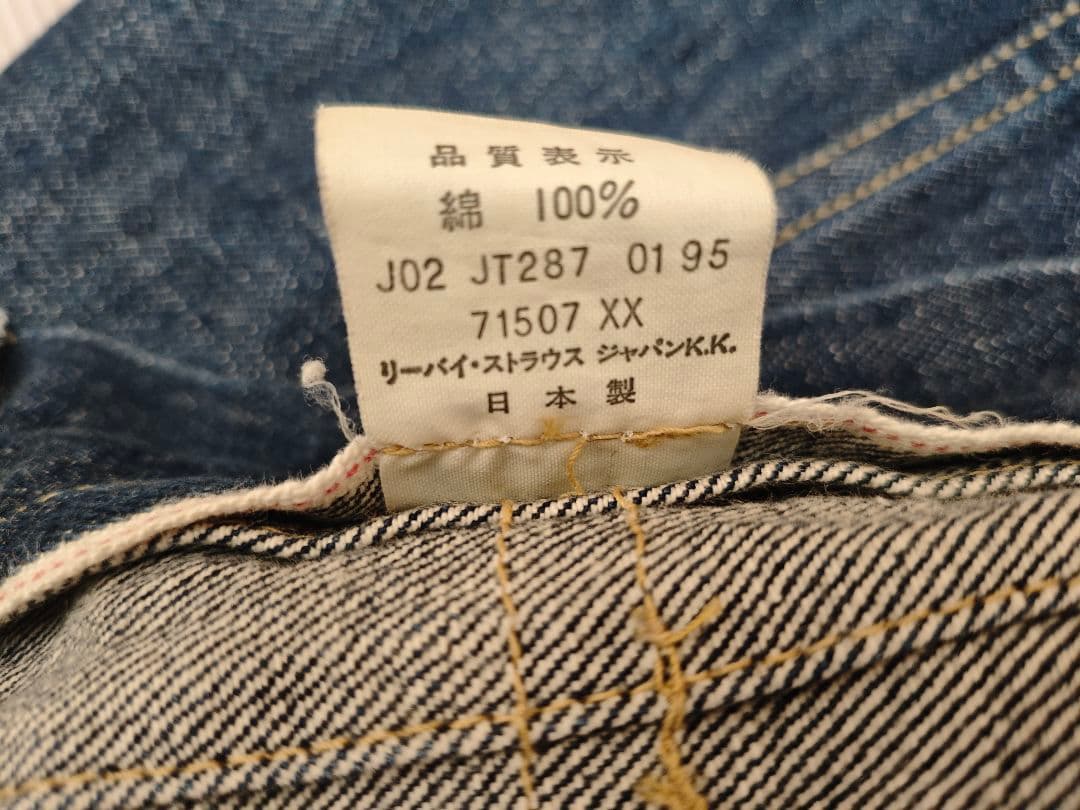 品質表示
綿 100%
J02 JT287 01 95
71507 XX
リーバイ・ストラウス ジャパンK.K.
日本製